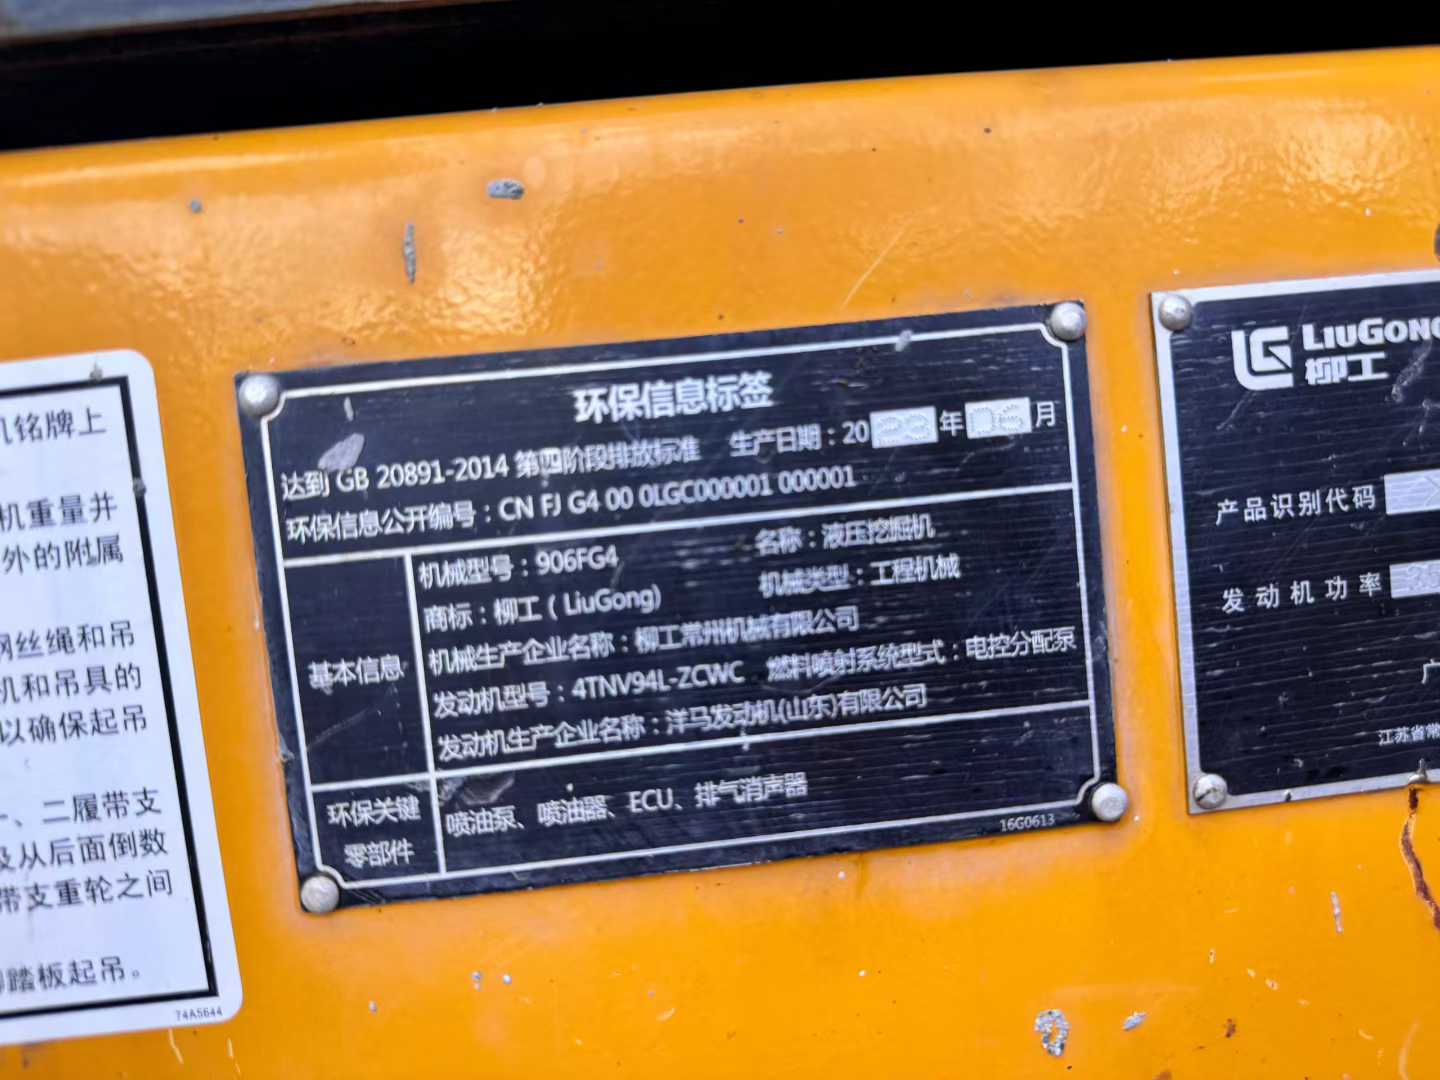 机铭牌上
机重量并
外的附属
钢丝绳和吊
机和吊具的
以确保起吊
一、二履带支
及从后面倒数
带支重轮之间
脚踏板起吊。
74A5644
环保信息标签
达到 GB 20891-2014 第四阶段排放标准 生产日期：20 22 年 06 月
环保信息公开编号：CN FJ G4 00 0LGC000001 000001
基本信息
机械型号：906FG4 名称：液压挖掘机
商标：柳工（LiuGong) 机械类型：工程机械
机械生产企业名称：柳工常州机械有限公司
发动机型号：4TNV94L-ZCWC 燃料喷射系统型式：电控分配泵
发动机生产企业名称：洋马发动机(山东)有限公司
环保关键
零部件
喷油泵、喷油器、ECU、排气消声器
16G0613
LIUGONG
柳工
产品识别代码
发动机功率
广
江苏省常